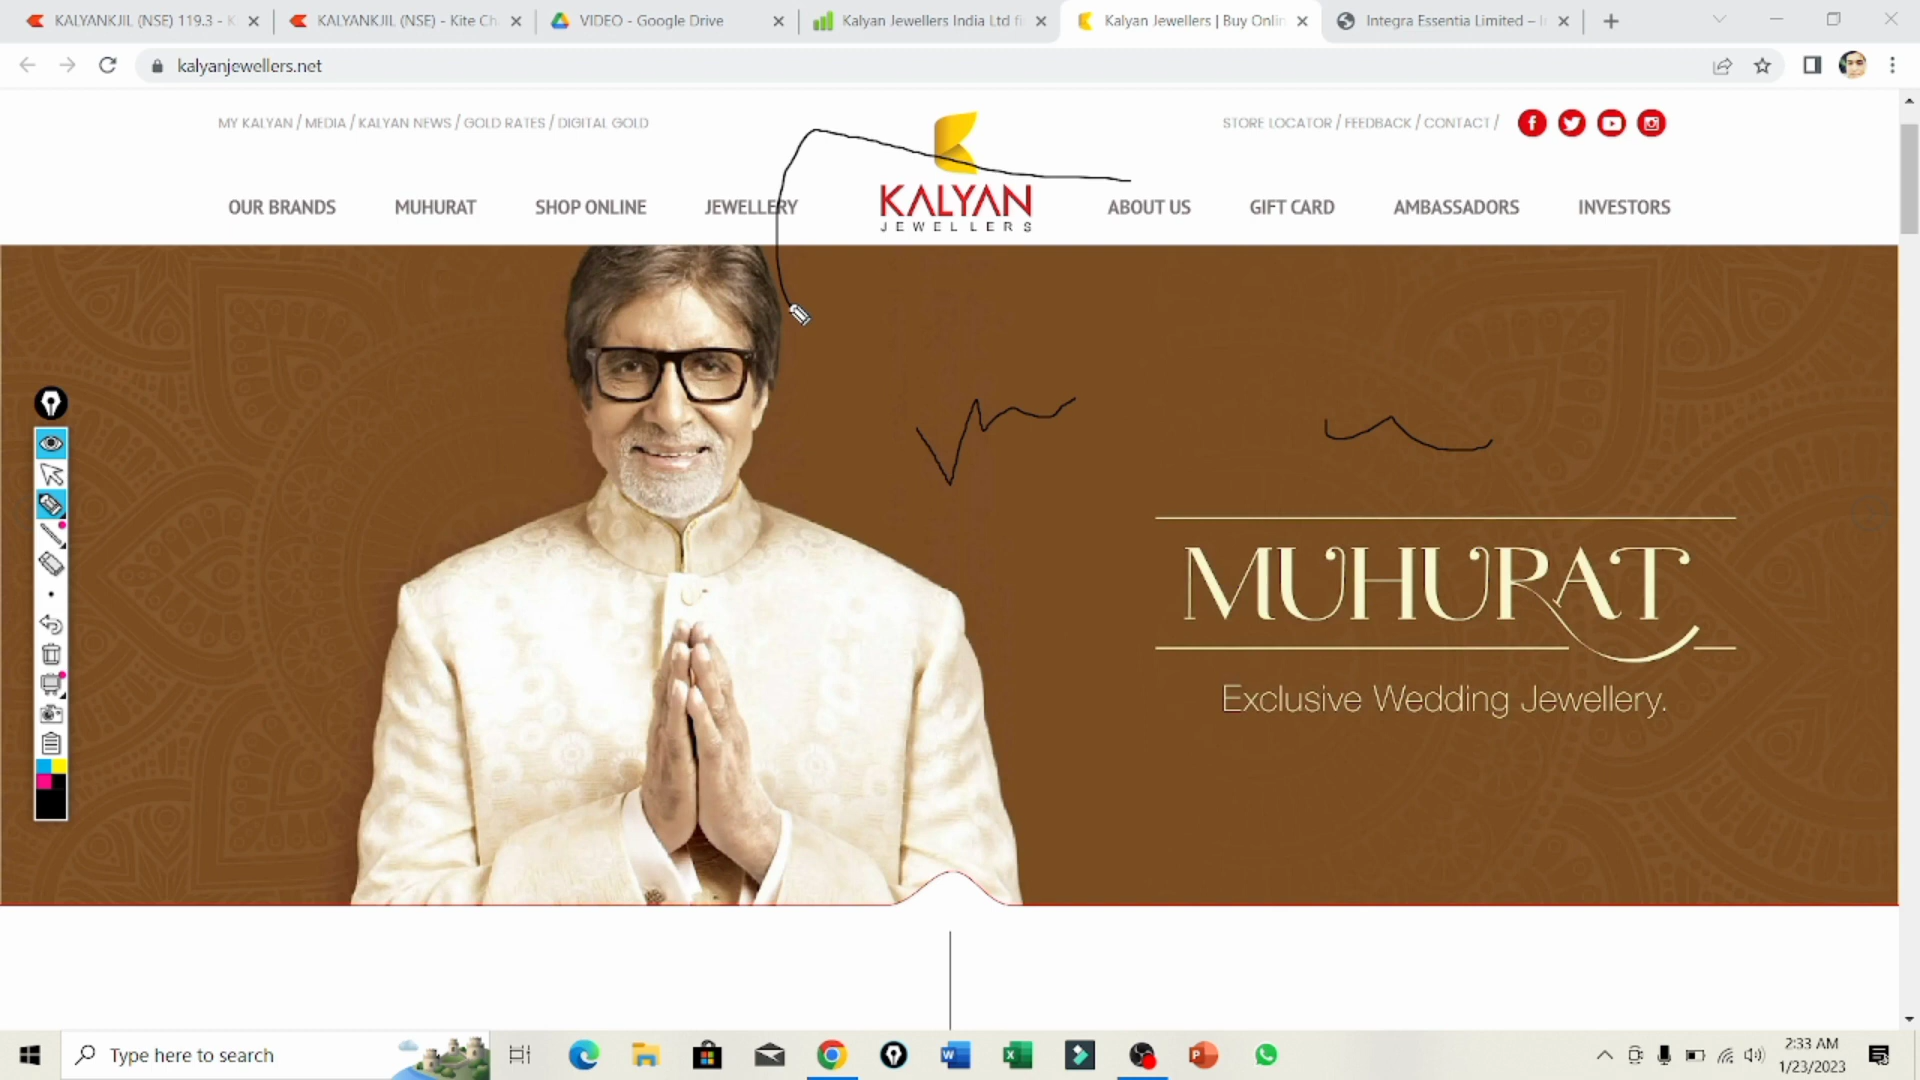 KALYANKJIL (NSE) 119.3 - K
KALYANKJIL (NSE) - Kite Ch
VIDEO - Google Drive
Kalyan Jewellers India Ltd fi
Kalyan Jewellers | Buy Onlin
Integra Essentia Limited – I
kalyanjewellers.net
MY KALYAN / MEDIA / KALYAN NEWS / GOLD RATES / DIGITAL GOLD
STORE LOCATOR / FEEDBACK / CONTACT /
OUR BRANDS
MUHURAT
SHOP ONLINE
JEWELLERY
KALYAN
JEWELLERS
ABOUT US
GIFT CARD
AMBASSADORS
INVESTORS
MUHURAT
Exclusive Wedding Jewellery.
Type here to search
2:33 AM
1/23/2023